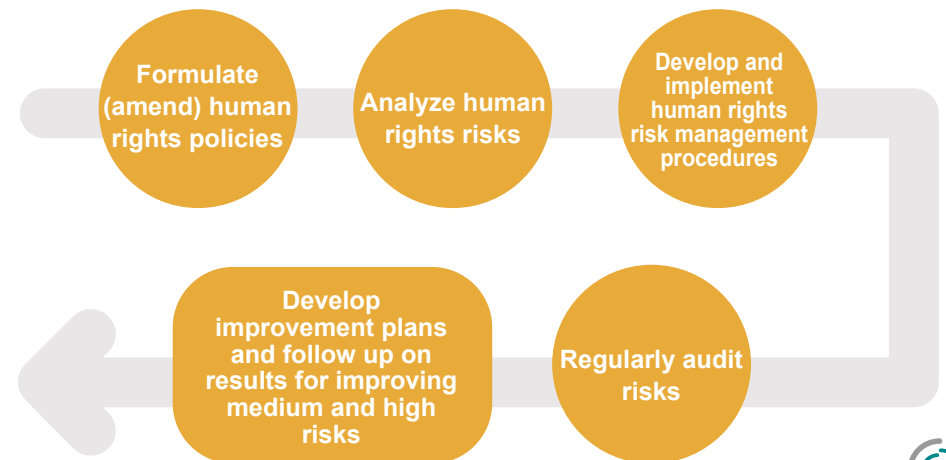 Formulate
(amend) human
rights policies
Analyze human
rights risks
Develop and
implement
human rights
risk management
procedures
Regularly audit
risks
Develop
improvement plans
and follow up on
results for improving
medium and high
risks